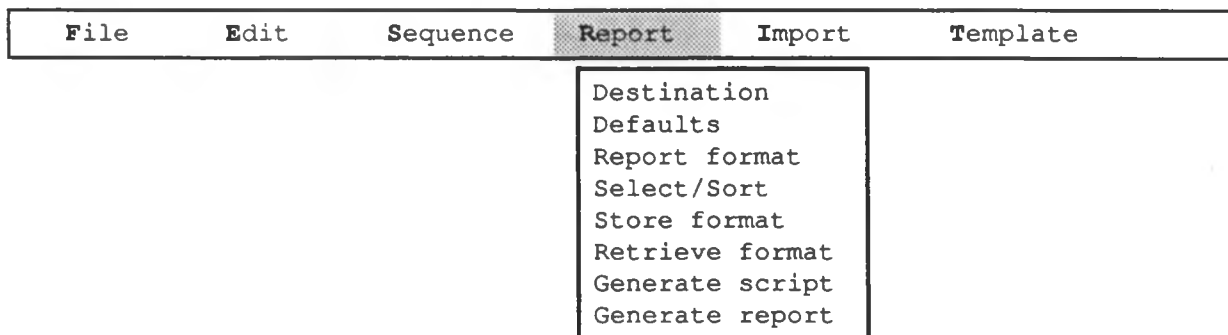 File Edit Sequence Report Import Template
Destination
Defaults
Report format
Select/Sort
Store format
Retrieve format
Generate script
Generate report